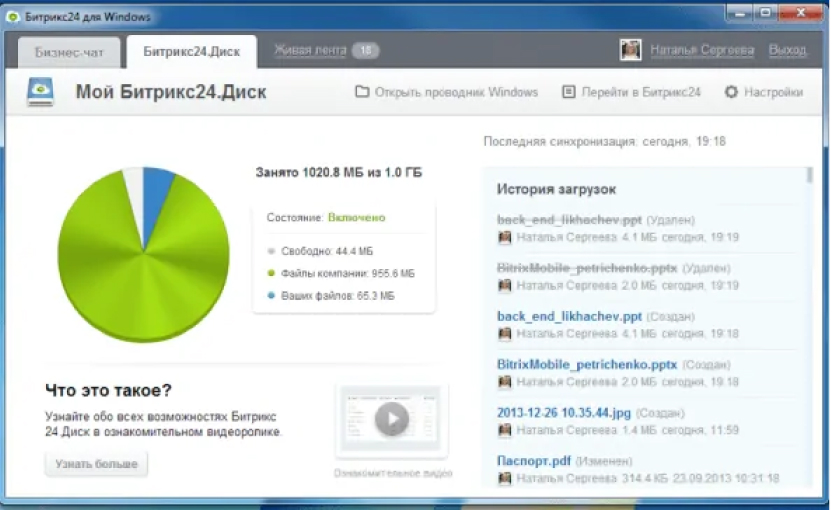 Битрикс24 для Windows
Бизнес-чат
Битрикс24.Диск
Живая лента 18
Наталья Сергеева
Выход
Мой Битрикс24.Диск
Открыть проводник Windows
Перейти в Битрикс24
Настройки
Последняя синхронизация: сегодня, 19:18
Занято 1020.8 МБ из 1.0 ГБ
Состояние: Включено
Свободно: 44.4 МБ
Файлы компании: 955.6 МБ
Ваших файлов: 65.3 МБ
История загрузок
back_end_likhachev.ppt (Удален)
Наталья Сергеева 4.1 МБ сегодня, 19:19
BitrixMobile_petrichenko.pptx (Удален)
Наталья Сергеева 2.0 МБ сегодня, 19:19
back_end_likhachev.ppt (Создан)
Наталья Сергеева 4.1 МБ сегодня, 19:18
BitrixMobile_petrichenko.pptx (Создан)
Наталья Сергеева 2.0 МБ сегодня, 19:18
2013-12-26 10.35.44.jpg (Создан)
Наталья Сергеева 1.4 МБ сегодня, 11:59
Паспорт.pdf (Изменен)
Наталья Сергеева 314.4 КБ 23.09.2013 10:31:18
Что это такое?
Узнайте обо всех возможностях Битрикс
24.Диск в ознакомительном видеоролике.
Узнать больше
Ознакомительное видео